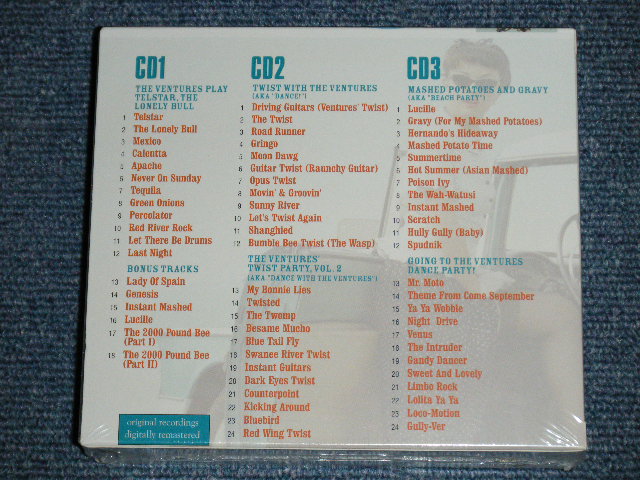 CD1
THE VENTURES PLAY
TELSTAR, THE
LONELY BULL
1 Telstar
2 The Lonely Bull
3 Mexico
4 Calcutta
5 Apache
6 Never On Sunday
7 Tequila
8 Green Onions
9 Percolator
10 Red River Rock
11 Let There Be Drums
12 Last Night
BONUS TRACKS
13 Lady Of Spain
14 Genesis
15 Instant Mashed
16 Lucille
17 The 2000 Pound Bee
(Part I)
18 The 2000 Pound Bee
(Part II)
original recordings
digitally remastered
CD2
TWIST WITH THE VENTURES
(AKA "DANCE!")
1 Driving Guitars (Ventures' Twist)
2 The Twist
3 Road Runner
4 Gringo
5 Moon Dawg
6 Guitar Twist (Raunchy Guitar)
7 Opus Twist
8 Movin' & Groovin'
9 Sunny River
10 Let's Twist Again
11 Shanghied
12 Bumble Bee Twist (The Wasp)
THE VENTURES'
TWIST PARTY, VOL. 2
(AKA "DANCE WITH THE VENTURES")
13 My Bonnie Lies
14 Twisted
15 The Twomp
16 Besame Mucho
17 Blue Tail Fly
18 Swanee River Twist
19 Instant Guitars
20 Dark Eyes Twist
21 Counterpoint
22 Kicking Around
23 Bluebird
24 Red Wing Twist
CD3
MASHED POTATOES AND GRAVY
(AKA "BEACH PARTY")
1 Lucille
2 Gravy (For My Mashed Potatoes)
3 Hernando's Hideaway
4 Mashed Potato Time
5 Summertime
6 Hot Summer (Asian Mashed)
7 Poison Ivy
8 The Wah-Watusi
9 Instant Mashed
10 Scratch
11 Hully Gully (Baby)
12 Spudnik
GOING TO THE VENTURES
DANCE PARTY!
13 Mr. Moto
14 Theme From Come September
15 Ya Ya Wobble
16 Night Drive
17 Venus
18 The Intruder
19 Gandy Dancer
20 Sweet And Lovely
21 Limbo Rock
22 Lolita Ya Ya
23 Loco-Motion
24 Gully-Ver